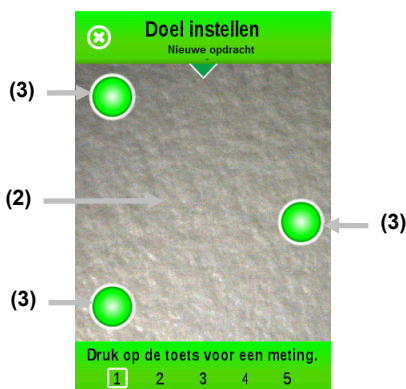 Doel instellen
Nieuwe opdracht
(3)
(2)
(3)
(3)
Druk op de toets voor een meting.
1 2 3 4 5